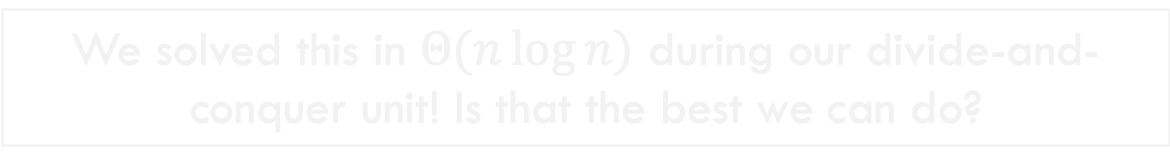 We solved this in Θ(n log n) during our divide-and-
conquer unit! Is that the best we can do?